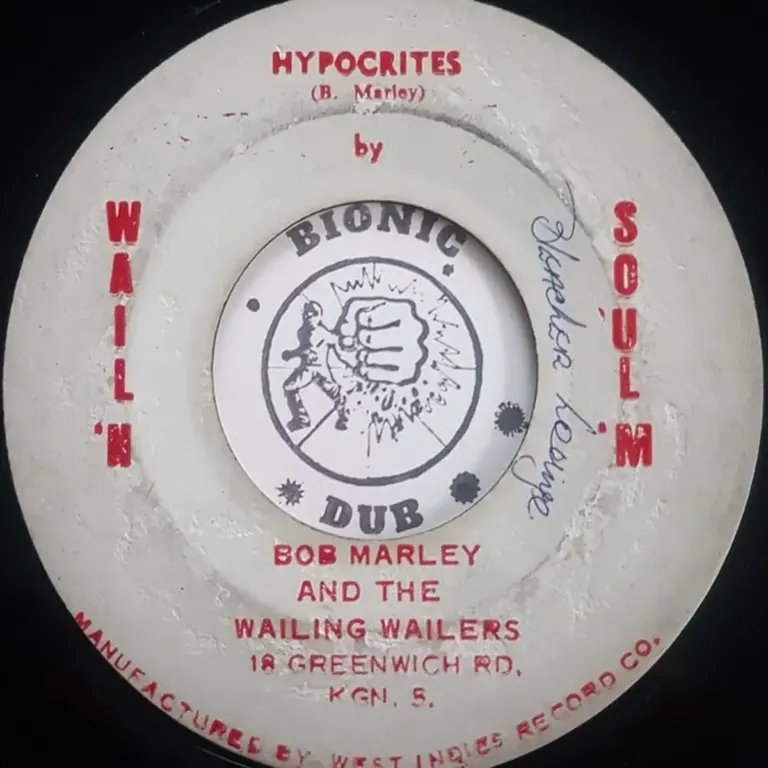 HYPOCRITES
(B. Marley)
by
WAIL'N
SOUL'M
BIONIC
DUB
BOB MARLEY
AND THE
WAILING WAILERS
18 GREENWICH RD,
KGN. 5.
MANUFACTURED BY WEST INDIES RECORD CO.